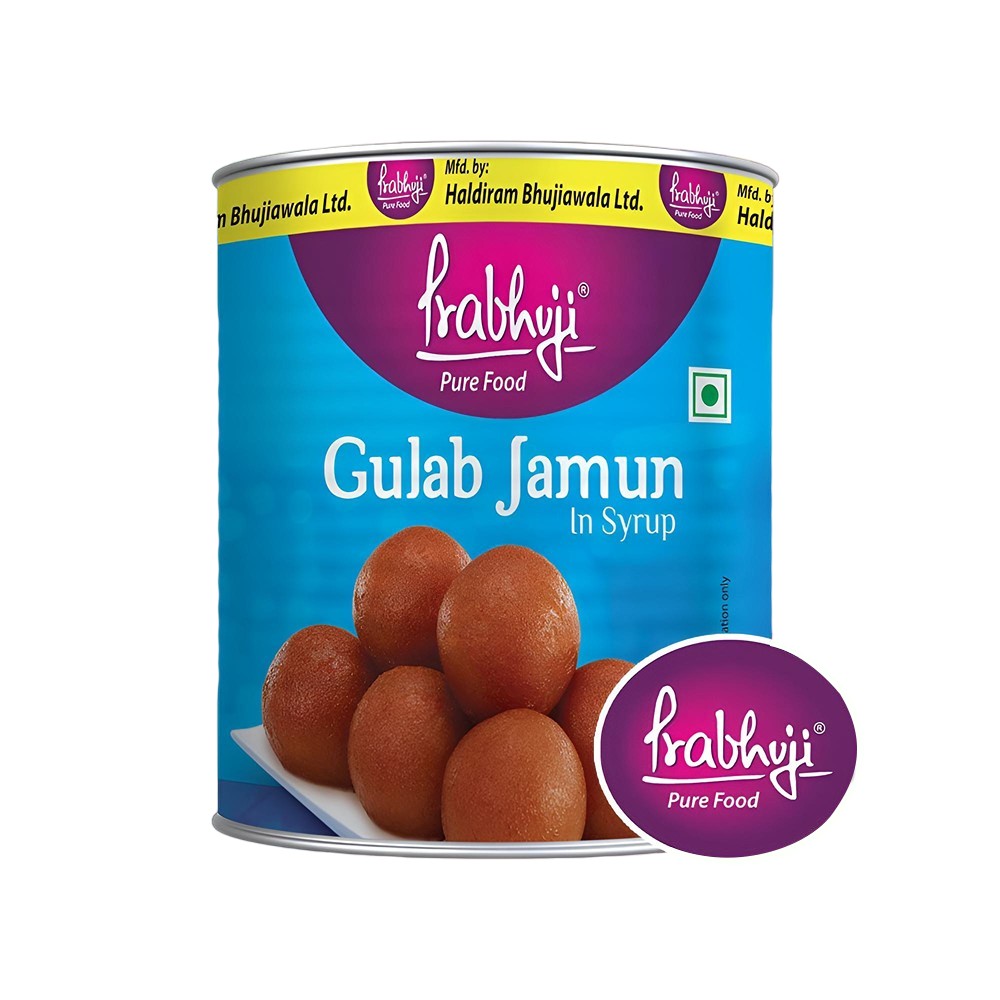 m Bhujiawala Ltd.
Prabhuji
Pure Food
Mfd. by:
Haldiram Bhujiawala Ltd.
Prabhuji
Pure Food
Mfd. b
Hald
Prabhuji®
Pure Food
Gulab Jamun
In Syrup
ation only
Prabhuji®
Pure Food